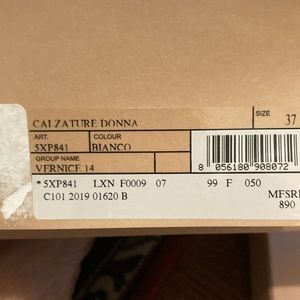 CALZATURE DONNA
SIZE 37
ART. COLOUR
5XP841 BIANCO
GROUP NAME
VERNICE 14
8 056180 908072
*5XP841 LXN F0009 07 99 F 050
C101 2019 01620 B
890